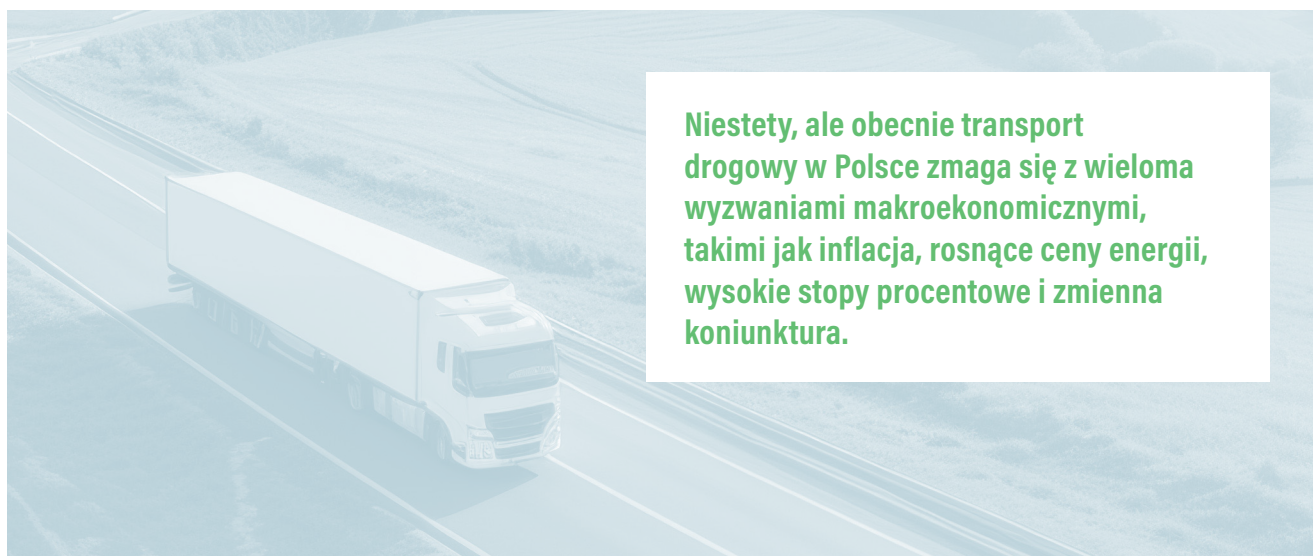 Niestety, ale obecnie transport
drogowy w Polsce zmaga się z wieloma
wyzwaniami makroekonomicznymi,
takimi jak inflacja, rosnące ceny energii,
wysokie stopy procentowe i zmienna
koniunktura.